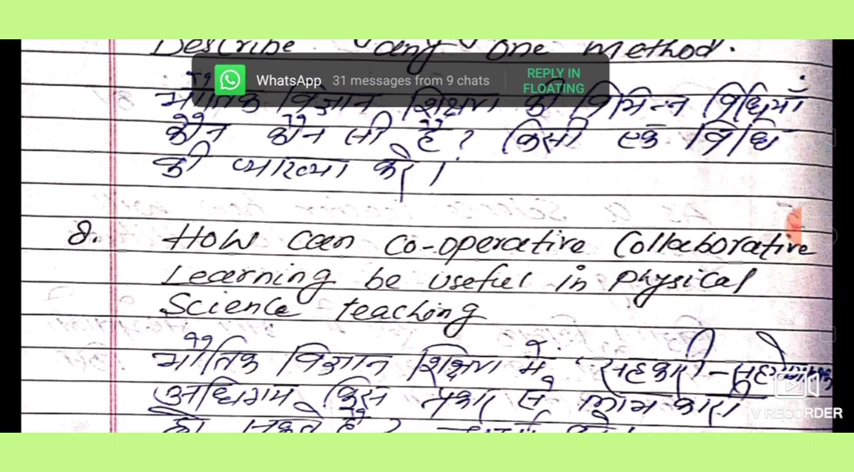 Describe any one method.
WhatsApp 31 messages from 9 chats REPLY IN FLOATING
भौतिक विज्ञान शिक्षण की विभिन्न विधियाँ
कौन कौन सी हैं? किसी एक विधि
की व्याख्या करें।
8. How can co-operative collaborative
Learning be useful in physical
Science teaching
भौतिक विज्ञान शिक्षण में सहकारी-
अधिगम किस प्रकार से लाभकारी
हो सकते हैं?
V RECORDER